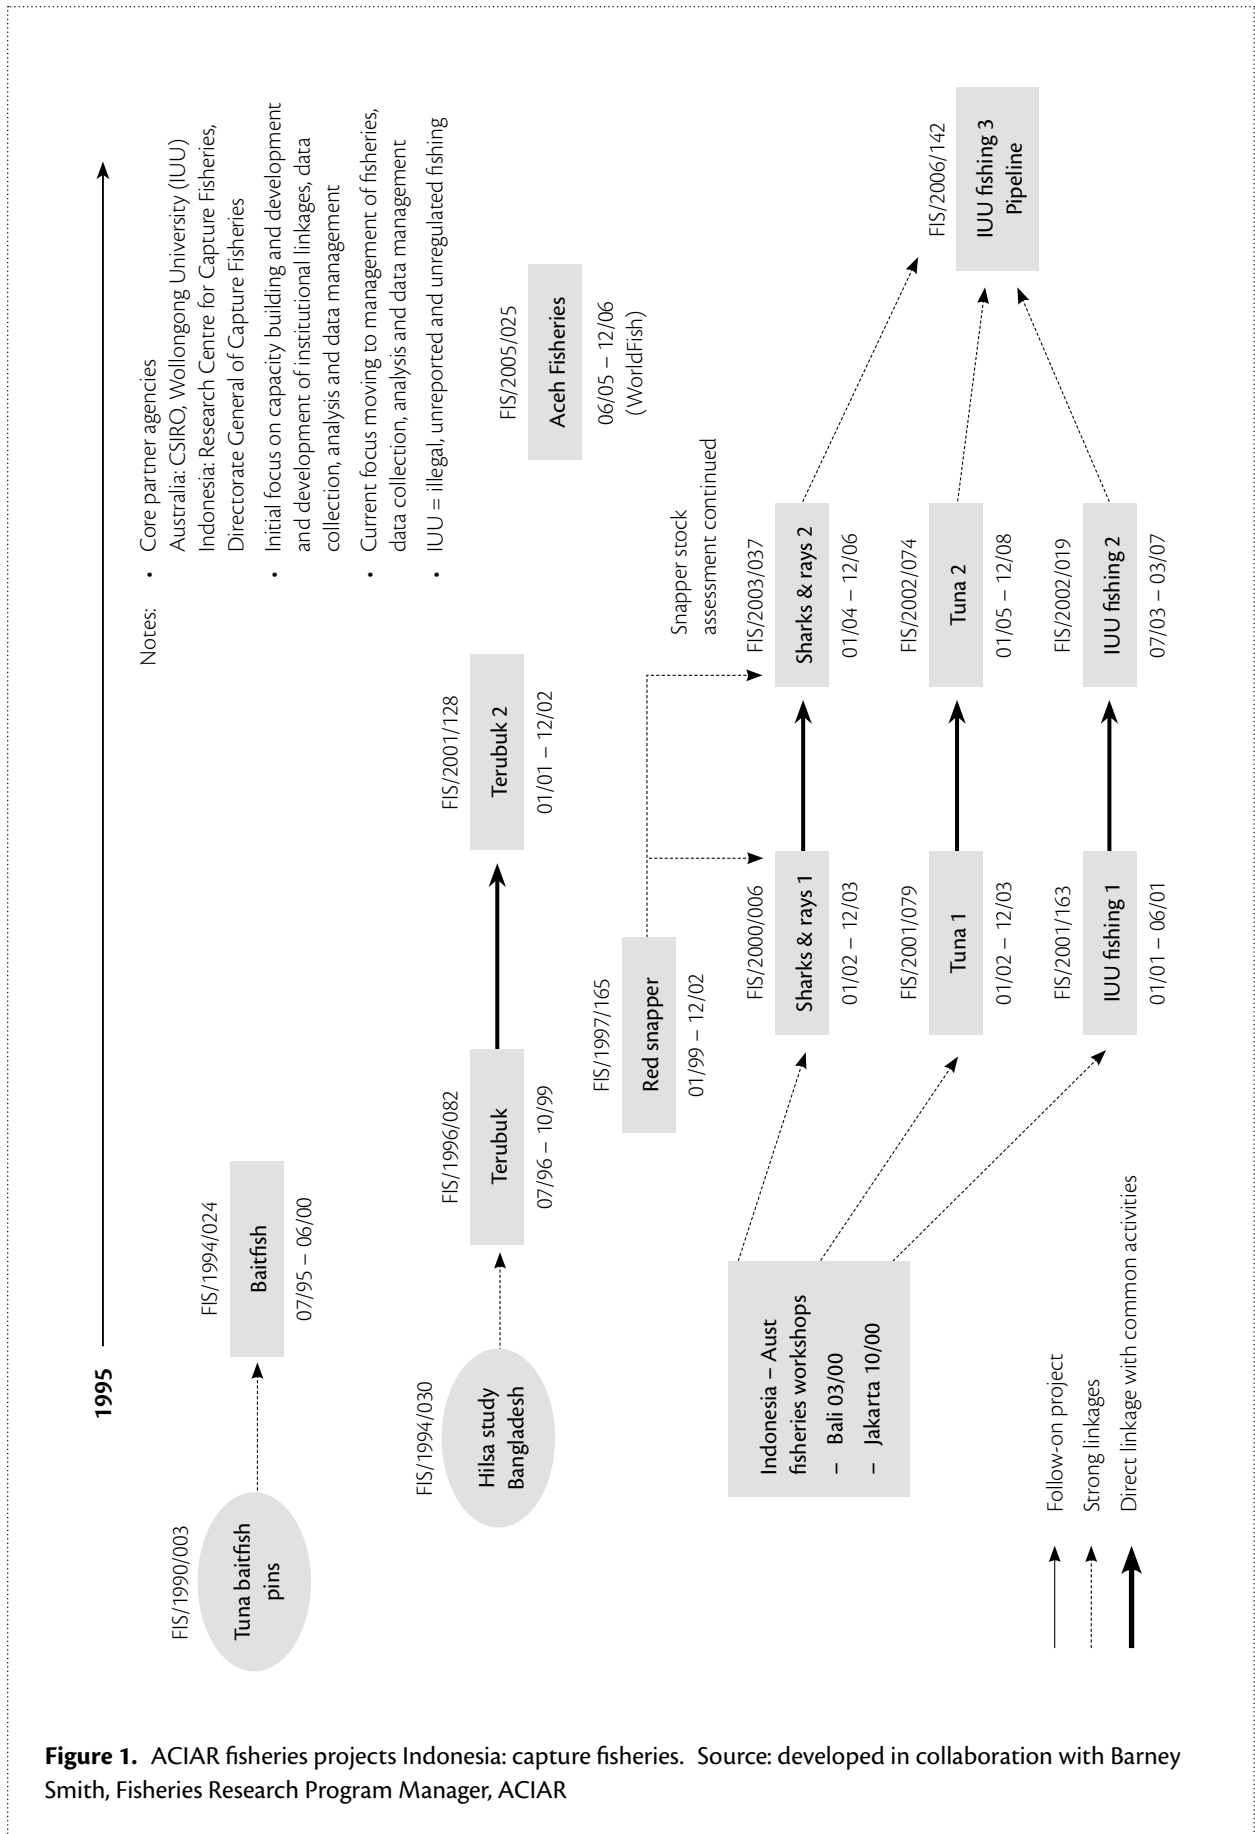 1995
Notes:
• Core partner agencies
Australia: CSIRO, Wollongong University (IUU)
Indonesia: Research Centre for Capture Fisheries,
Directorate General of Capture Fisheries
• Initial focus on capacity building and development
and development of institutional linkages, data
collection, analysis and data management
• Current focus moving to management of fisheries,
data collection, analysis and data management
• IUU = illegal, unreported and unregulated fishing
FIS/1990/003
Tuna baitfish
pins
FIS/1994/024
Baitfish
07/95 – 06/00
FIS/1994/030
Hilsa study
Bangladesh
FIS/1996/082
Terubuk
07/96 – 10/99
FIS/2001/128
Terubuk 2
01/01 – 12/02
FIS/2005/025
Aceh Fisheries
06/05 – 12/06
(WorldFish)
FIS/1997/165
Red snapper
01/99 – 12/02
Snapper stock
assessment continued
Indonesia – Aust
fisheries workshops
– Bali 03/00
– Jakarta 10/00
FIS/2000/006
Sharks & rays 1
01/02 – 12/03
FIS/2003/037
Sharks & rays 2
01/04 – 12/06
FIS/2001/079
Tuna 1
01/02 – 12/03
FIS/2002/074
Tuna 2
01/05 – 12/08
FIS/2001/163
IUU fishing 1
01/01 – 06/01
FIS/2002/019
IUU fishing 2
07/03 – 03/07
FIS/2006/142
IUU fishing 3
Pipeline
Follow-on project
Strong linkages
Direct linkage with common activities
Figure 1. ACIAR fisheries projects Indonesia: capture fisheries. Source: developed in collaboration with Barney
Smith, Fisheries Research Program Manager, ACIAR